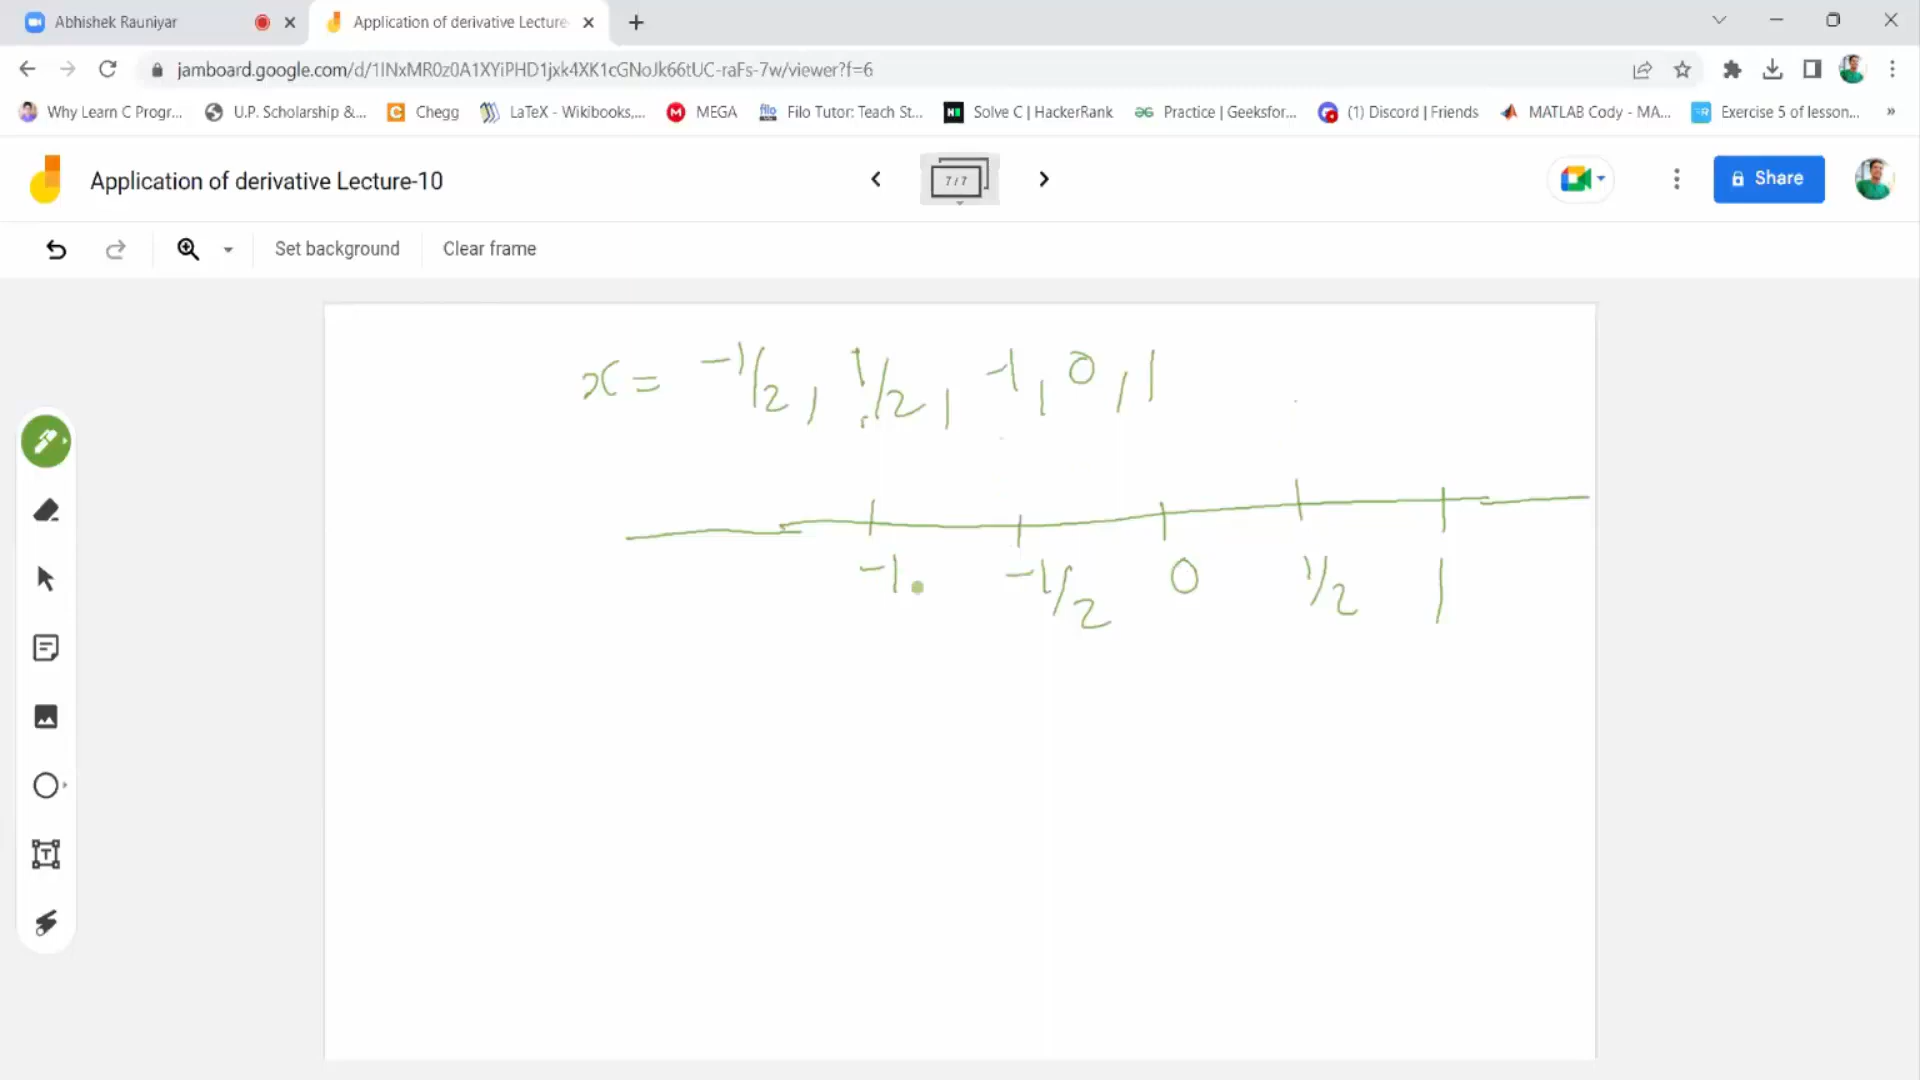 Abhishek Rauniyar
Application of derivative Lecture
jamboard.google.com/d/1INxMR0z0A1XYiPHD1jxk4XK1cGNoJk66tUC-raFs-7w/viewer?f=6
Why Learn C Progr... U.P. Scholarship &... Chegg LaTeX - Wikibooks,... MEGA Filo Tutor: Teach St... Solve C | HackerRank Practice | Geeksfor... (1) Discord | Friends MATLAB Cody - MA... Exercise 5 of lesson... »
Application of derivative Lecture-10
7 / 7
Share
Set background Clear frame
x = -1/2, 1/2, -1, 0, 1
-1 -1/2 0 1/2 1